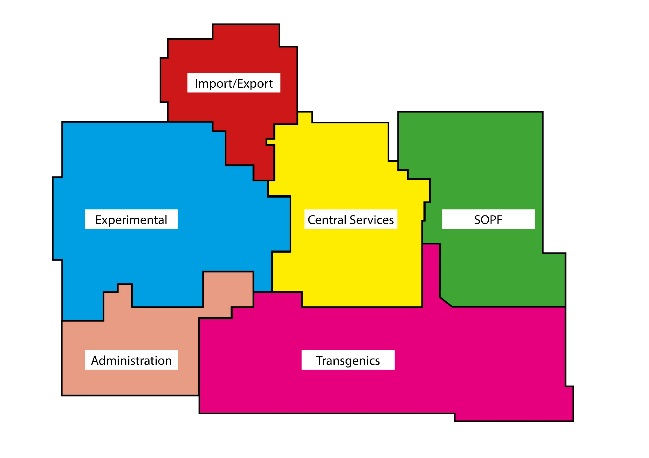 Import/Export
Experimental
Central Services
SOPF
Administration
Transgenics